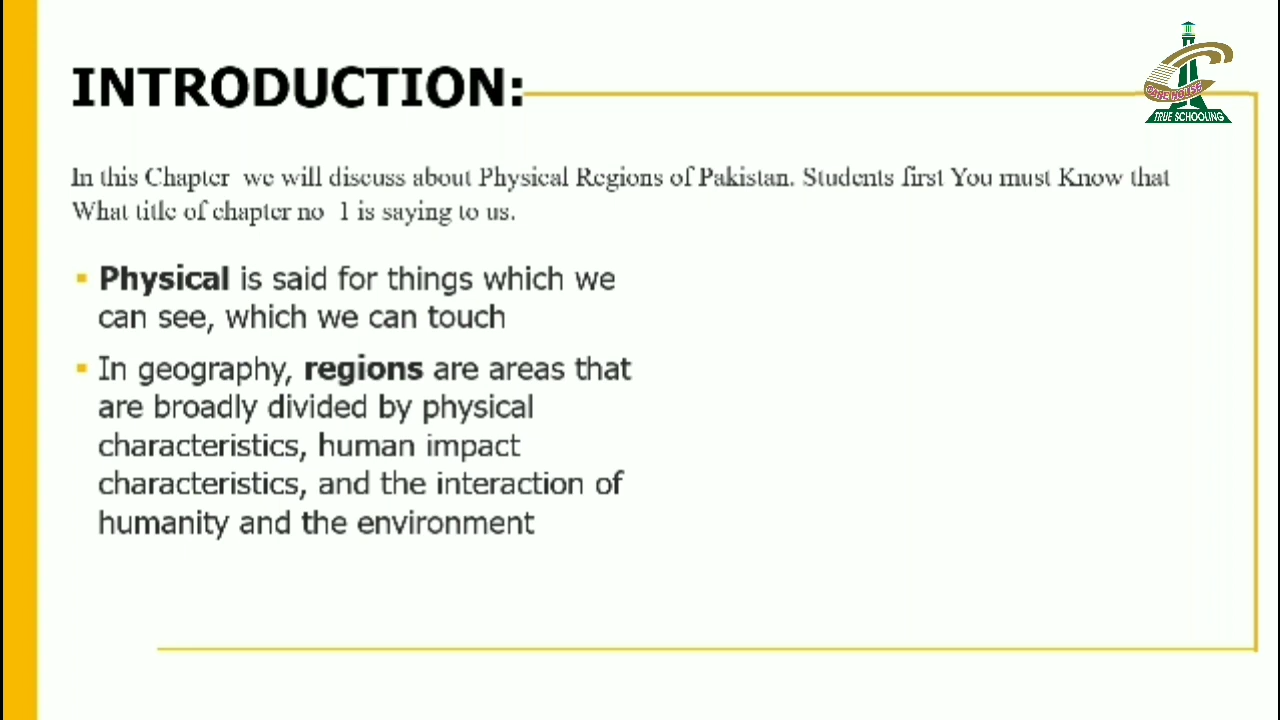 INTRODUCTION:
CARE HOUSE
TRUE SCHOOLING
In this Chapter we will discuss about Physical Regions of Pakistan. Students first You must Know that
What title of chapter no 1 is saying to us.
▪ Physical is said for things which we
can see, which we can touch
▪ In geography, regions are areas that
are broadly divided by physical
characteristics, human impact
characteristics, and the interaction of
humanity and the environment